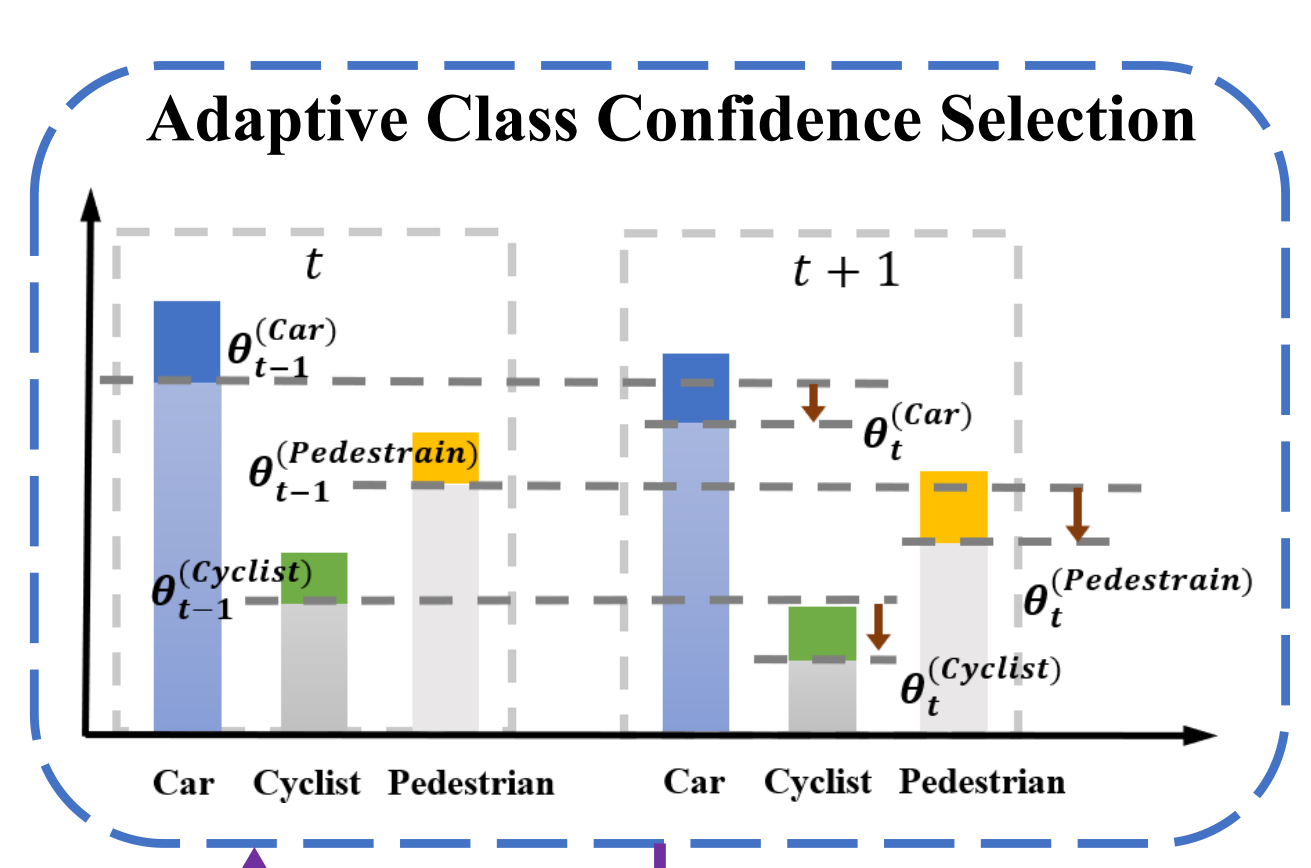 Adaptive Class Confidence Selection
t
t + 1
θ_{t−1}^{(Car)}
θ_t^{(Car)}
θ_{t−1}^{(Pedestrain)}
θ_t^{(Pedestrain)}
θ_{t−1}^{(Cyclist)}
θ_t^{(Cyclist)}
Car Cyclist Pedestrian Car Cyclist Pedestrian